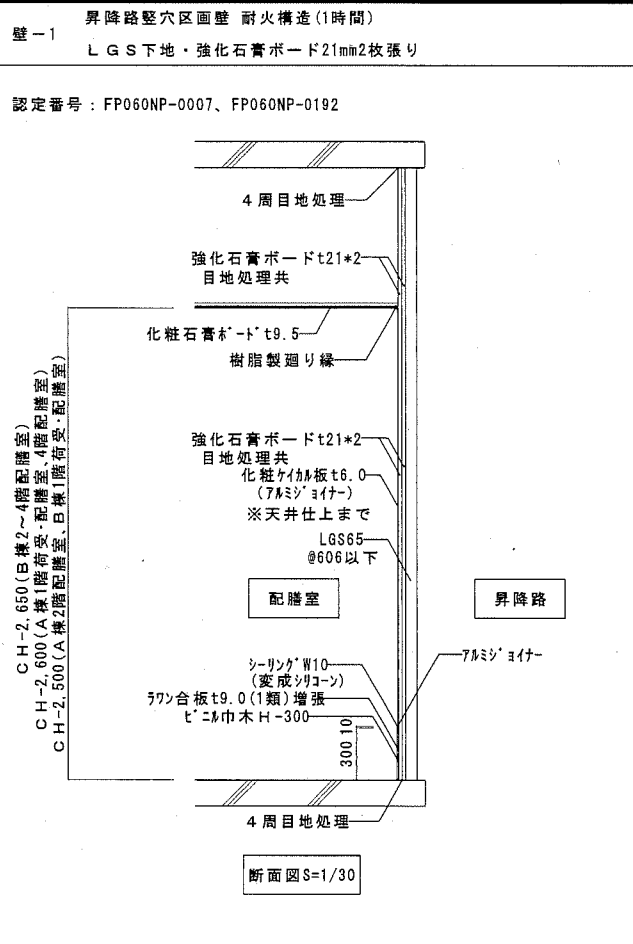 壁－1
昇降路竪穴区画壁 耐火構造(1時間)
ＬＧＳ下地・強化石膏ボード21mm2枚張り
認定番号：FP060NP-0007、FP060NP-0192
4周目地処理
強化石膏ボードt21*2
目地処理共
化粧石膏ﾎﾞｰﾄﾞt9.5
樹脂製廻り縁
強化石膏ボードt21*2
目地処理共
化粧ｹｲｶﾙ板t6.0
(ｱﾙﾐｼﾞｮｲﾅｰ)
※天井仕上まで
LGS65
@606以下
配膳室
昇降路
ｼｰﾘﾝｸﾞW10
(変成ｼﾘｺｰﾝ)
ｱﾙﾐｼﾞｮｲﾅｰ
ﾗﾜﾝ合板t9.0(1類)増張
ﾋﾞﾆﾙ巾木Ｈ-300
300 10
ＣＨ-2,650(Ｂ棟2～4階配膳室)
ＣＨ-2,600(Ａ棟1階荷受･配膳室、4階配膳室)
ＣＨ-2,500(Ａ棟2階配膳室、Ｂ棟1階荷受･配膳室)
4周目地処理
断面図S=1/30